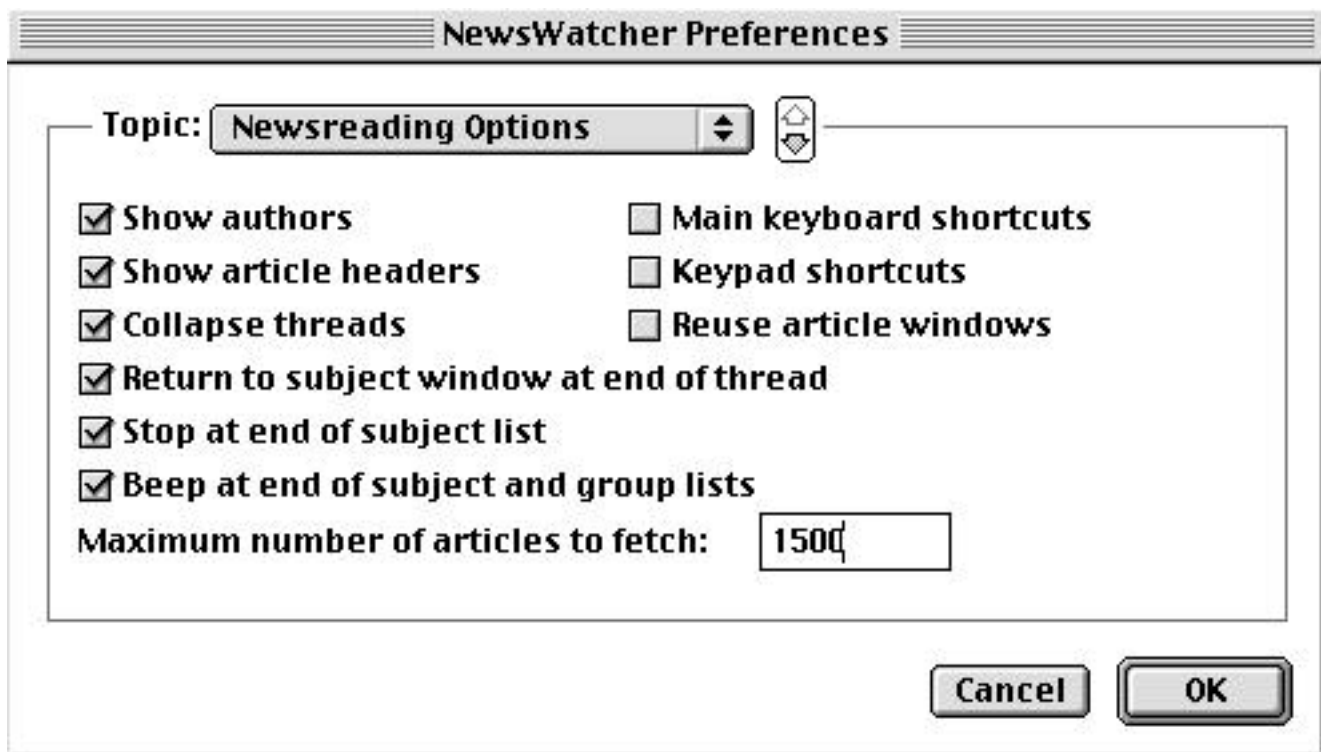 NewsWatcher Preferences
Topic: Newsreading Options
Show authors
Main keyboard shortcuts
Show article headers
Keypad shortcuts
Collapse threads
Reuse article windows
Return to subject window at end of thread
Stop at end of subject list
Beep at end of subject and group lists
Maximum number of articles to fetch: 1500
Cancel
OK